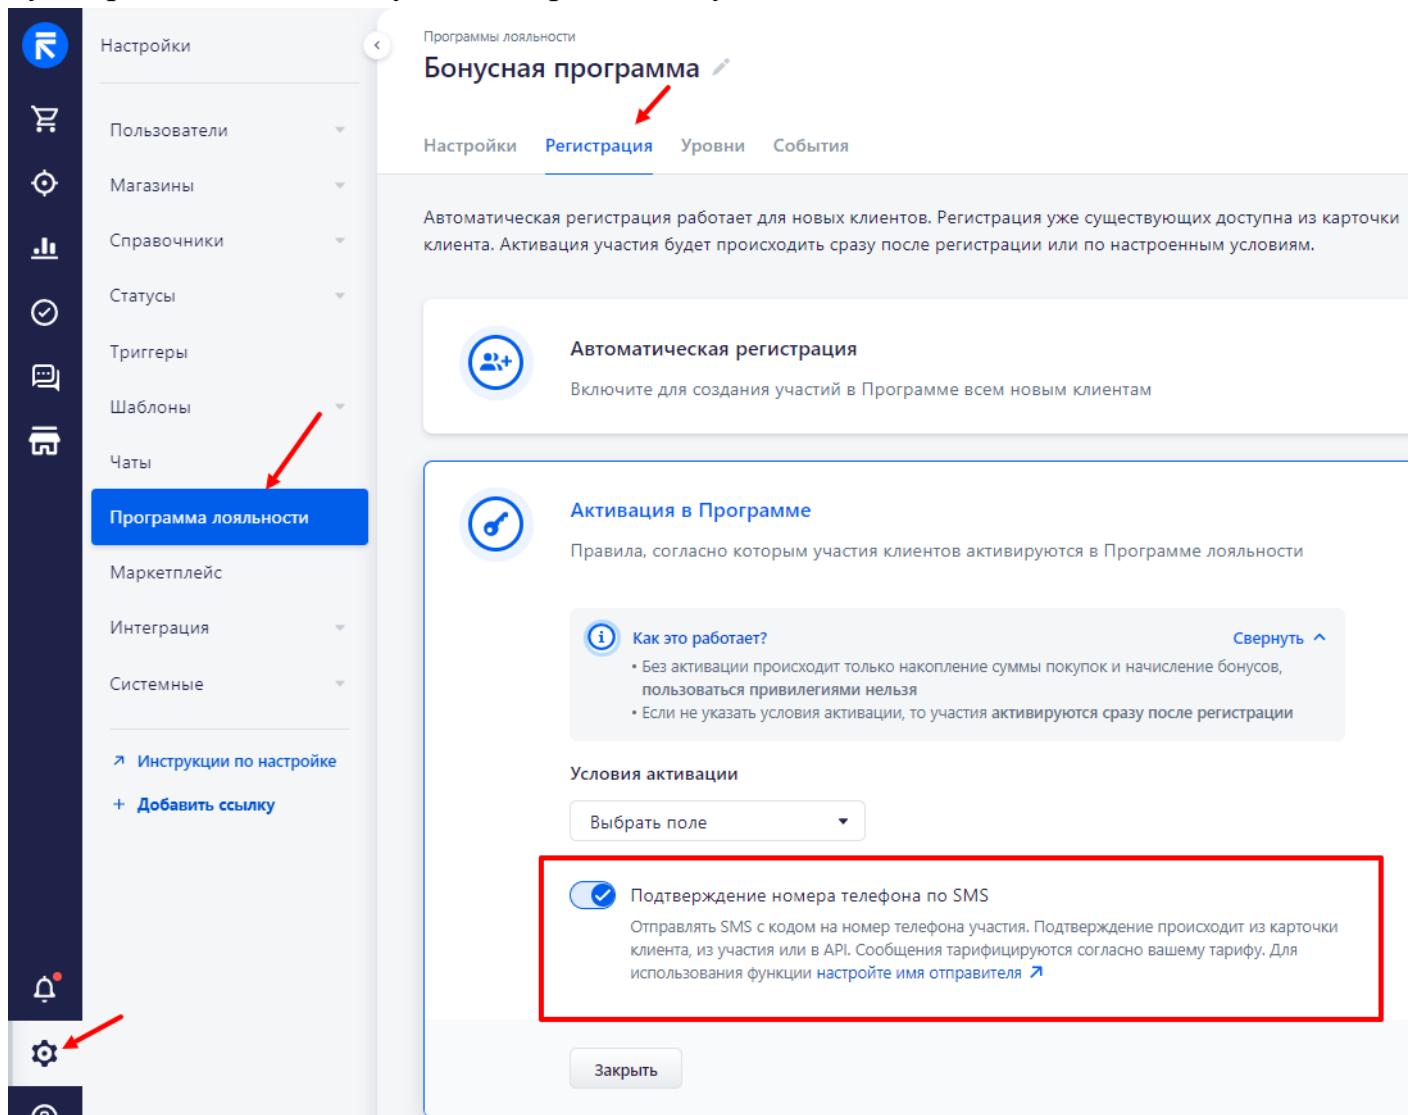 Настройки
Пользователи
Магазины
Справочники
Статусы
Триггеры
Шаблоны
Чаты
Программа лояльности
Маркетплейс
Интеграция
Системные
Инструкции по настройке
+ Добавить ссылку
Программы лояльности
Бонусная программа
Настройки Регистрация Уровни События
Автоматическая регистрация работает для новых клиентов. Регистрация уже существующих доступна из карточки
клиента. Активация участия будет происходить сразу после регистрации или по настроенным условиям.
Автоматическая регистрация
Включите для создания участий в Программе всем новым клиентам
Активация в Программе
Правила, согласно которым участия клиентов активируются в Программе лояльности
Как это работает? Свернуть
• Без активации происходит только накопление суммы покупок и начисление бонусов,
пользоваться привилегиями нельзя
• Если не указать условия активации, то участия активируются сразу после регистрации
Условия активации
Выбрать поле
Подтверждение номера телефона по SMS
Отправлять SMS с кодом на номер телефона участия. Подтверждение происходит из карточки
клиента, из участия или в API. Сообщения тарифицируются согласно вашему тарифу. Для
использования функции настройте имя отправителя
Закрыть